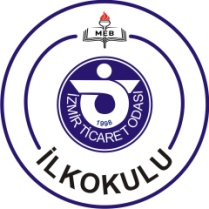 MEB
İZMİR TİCARET ODASI
1998
İLKOKULU